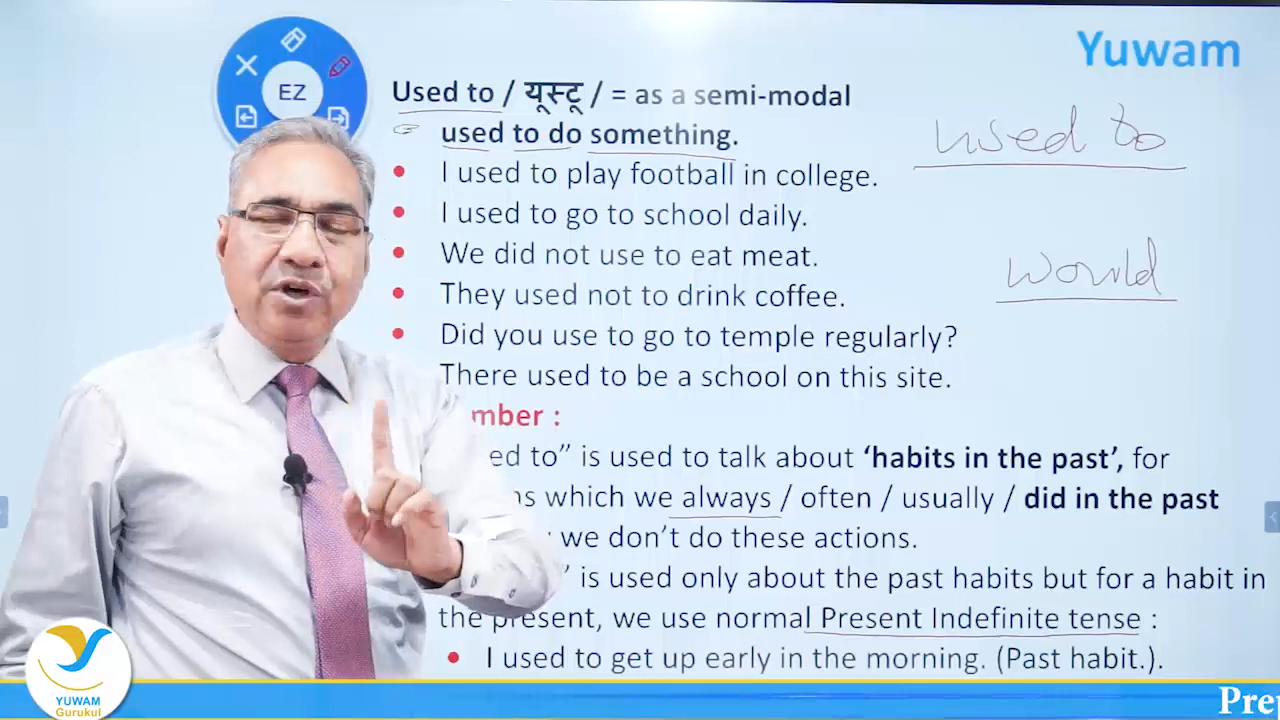 Yuwam
EZ
Used to / यूस्टू / = as a semi-modal
used to do something.
used to
I used to play football in college.
I used to go to school daily.
We did not use to eat meat.
would
They used not to drink coffee.
Did you use to go to temple regularly?
There used to be a school on this site.
mber :
ed to” is used to talk about ‘habits in the past’, for
which we always / often / usually / did in the past
we don’t do these actions.
” is used only about the past habits but for a habit in
the present, we use normal Present Indefinite tense :
I used to get up early in the morning. (Past habit.).
YUWAM
Gurukul
Pre